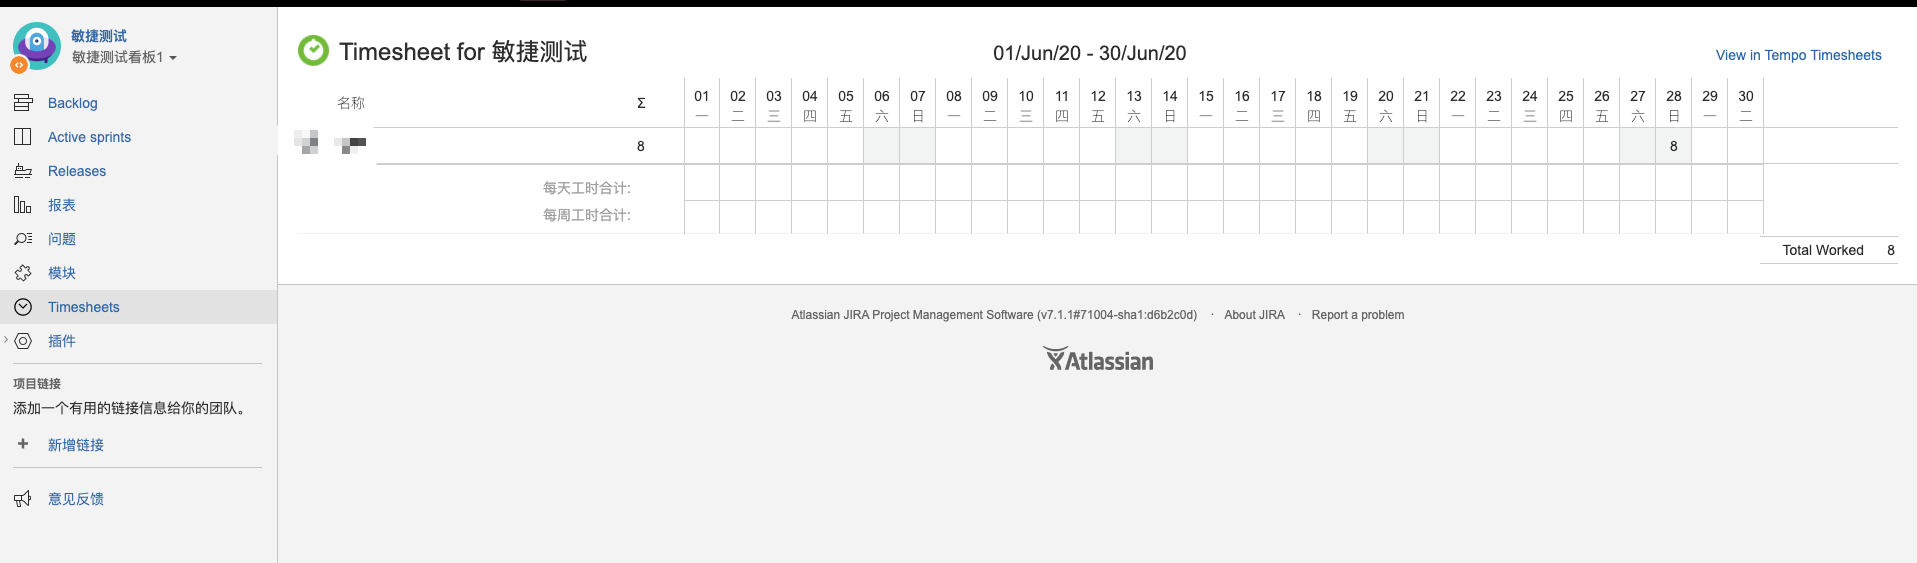 敏捷测试
敏捷测试看板1
Backlog
Active sprints
Releases
报表
问题
模块
Timesheets
插件
项目链接
添加一个有用的链接信息给你的团队。
+ 新增链接
意见反馈
Timesheet for 敏捷测试 01/Jun/20 - 30/Jun/20 View in Tempo Timesheets
名称 Σ 01 02 03 04 05 06 07 08 09 10 11 12 13 14 15 16 17 18 19 20 21 22 23 24 25 26 27 28 29 30
一 二 三 四 五 六 日 一 二 三 四 五 六 日 一 二 三 四 五 六 日 一 二 三 四 五 六 日 一 二
8 8
每天工时合计:
每周工时合计:
Total Worked 8
Atlassian JIRA Project Management Software (v7.1.1#71004-sha1:d6b2c0d) · About JIRA · Report a problem
Atlassian